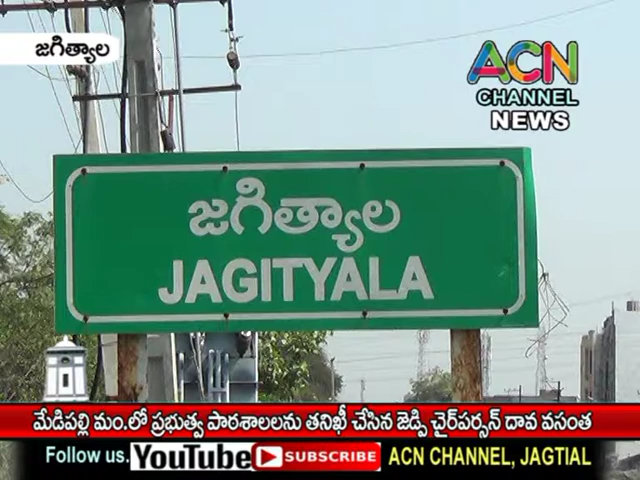 జగిత్యాల
ACN
CHANNEL
NEWS
జగిత్యాల
JAGITYALA
మేడిపల్లి మం.లో ప్రభుత్వ పాఠశాలలను తనిఖీ చేసిన జెడ్పి చైర్‌పర్సన్ దావ వసంత
Follow us. YouTube SUBSCRIBE ACN CHANNEL, JAGTIAL